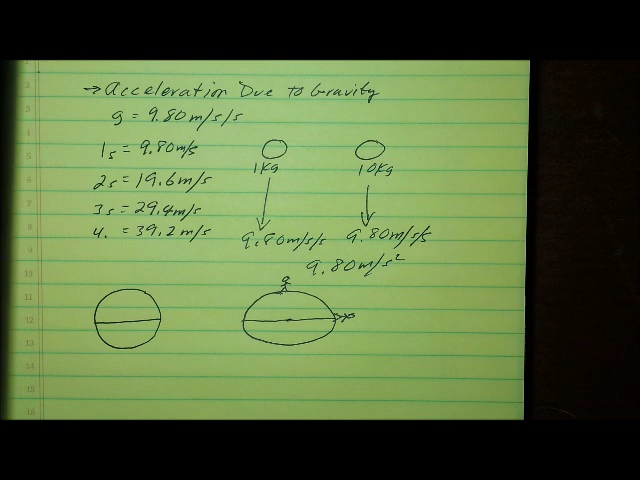 → Acceleration Due to Gravity
g = 9.80 m/s/s
1s = 9.80 m/s
2s = 19.6 m/s
3s = 29.4 m/s
4. = 39.2 m/s
1Kg 10Kg
9.80 m/s/s 9.80 m/s/s
9.80 m/s²